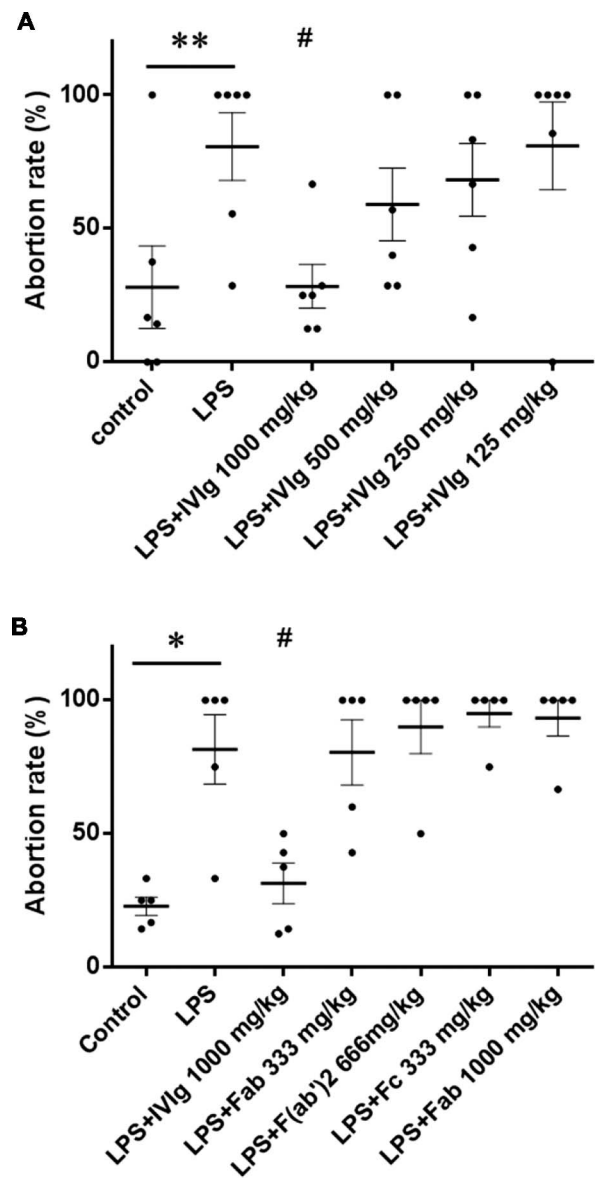 A
** #
Abortion rate (%)
100
50
0
control
LPS
LPS+IVIg 1000 mg/kg
LPS+IVIg 500 mg/kg
LPS+IVIg 250 mg/kg
LPS+IVIg 125 mg/kg
B
* #
Abortion rate (%)
100
50
0
Control
LPS
LPS+IVIg 1000 mg/kg
LPS+Fab 333 mg/kg
LPS+F(ab')2 666mg/kg
LPS+Fc 333 mg/kg
LPS+Fab 1000 mg/kg